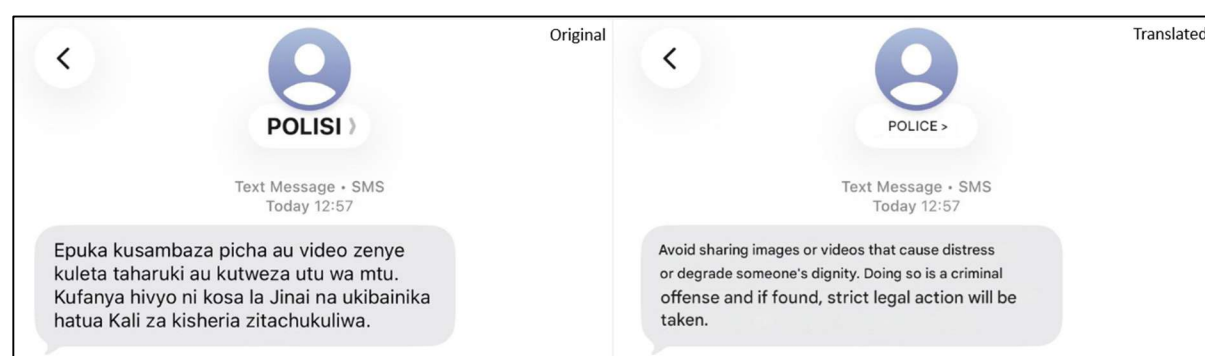 Original
POLISI >
Text Message • SMS
Today 12:57
Epuka kusambaza picha au video zenye
kuleta taharuki au kutweza utu wa mtu.
Kufanya hivyo ni kosa la Jinai na ukibainika
hatua Kali za kisheria zitachukuliwa.
Translated
POLICE >
Text Message • SMS
Today 12:57
Avoid sharing images or videos that cause distress
or degrade someone's dignity. Doing so is a criminal
offense and if found, strict legal action will be
taken.